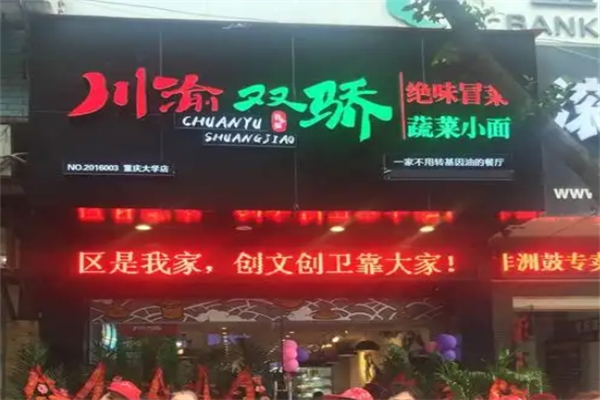 BANK
川渝双骄
CHUANYU
SHUANGJIAO
绝味冒菜
蔬菜小面
NO.2016003 重庆大学店
一家不用转基因油的餐厅
www
区是我家，创文创卫靠大家！
非洲鼓专卖